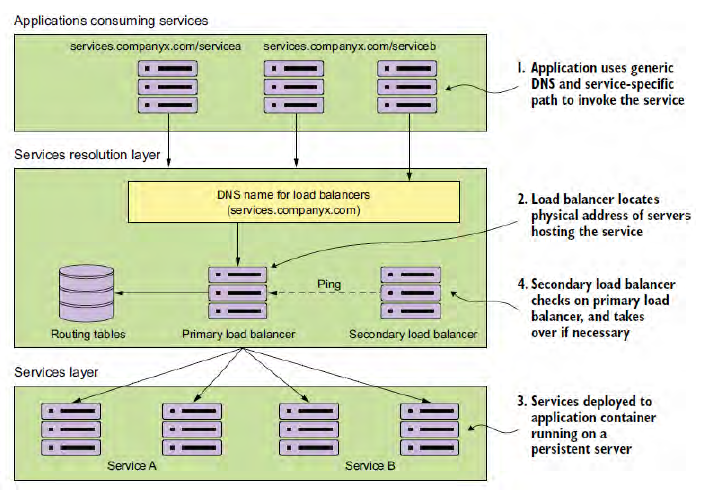 Applications consuming services
services.companyx.com/servicea
services.companyx.com/serviceb
1. Application uses generic
DNS and service-specific
path to invoke the service
Services resolution layer
DNS name for load balancers
(services.companyx.com)
2. Load balancer locates
physical address of servers
hosting the service
Ping
4. Secondary load balancer
checks on primary load
balancer, and takes
over if necessary
Routing tables
Primary load balancer
Secondary load balancer
Services layer
3. Services deployed to
application container
running on a
persistent server
Service A
Service B